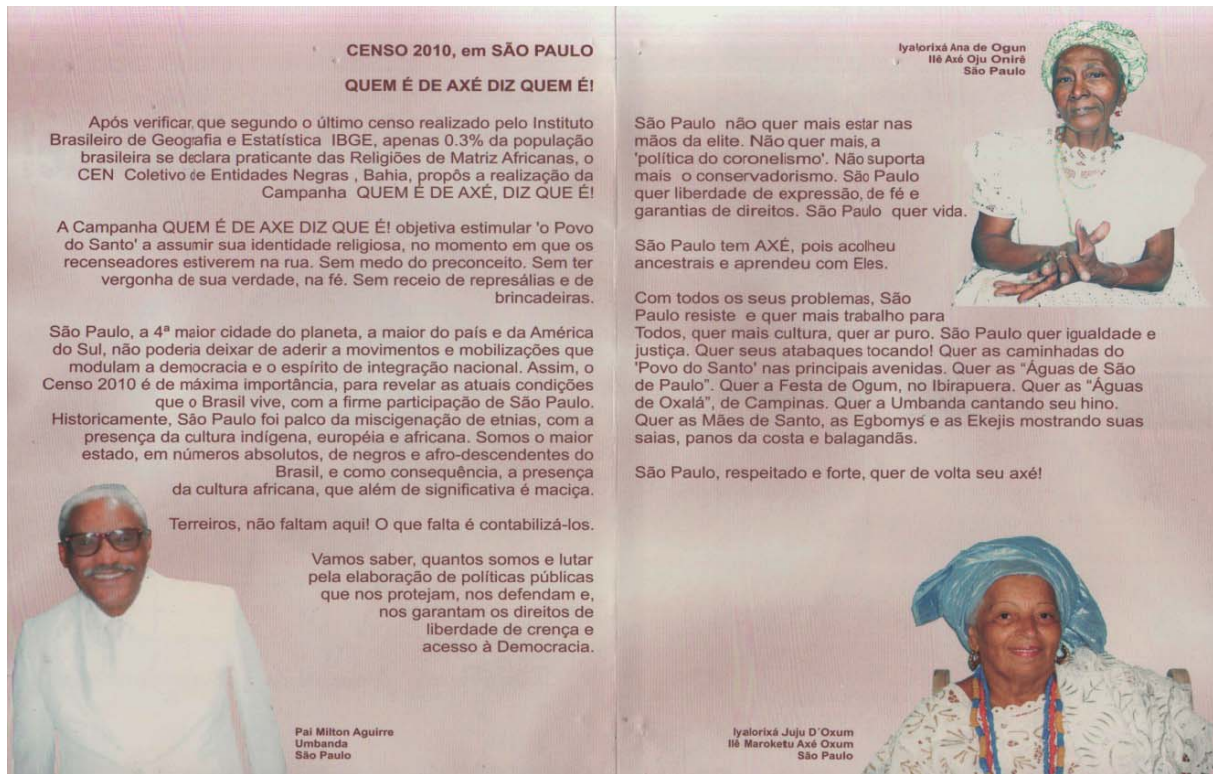 CENSO 2010, em SÃO PAULO
QUEM É DE AXÉ DIZ QUEM É!
Após verificar, que segundo o último censo realizado pelo Instituto
Brasileiro de Geografia e Estatística IBGE, apenas 0.3% da população
brasileira se declara praticante das Religiões de Matriz Africanas, o
CEN Coletivo de Entidades Negras , Bahia, propôs a realização da
Campanha QUEM É DE AXÉ, DIZ QUE É!
A Campanha QUEM É DE AXE DIZ QUE É! objetiva estimular 'o Povo
do Santo' a assumir sua identidade religiosa, no momento em que os
recenseadores estiverem na rua. Sem medo do preconceito. Sem ter
vergonha de sua verdade, na fé. Sem receio de represálias e de
brincadeiras.
São Paulo, a 4ª maior cidade do planeta, a maior do país e da América
do Sul, não poderia deixar de aderir a movimentos e mobilizações que
modulam a democracia e o espírito de integração nacional. Assim, o
Censo 2010 é de máxima importância, para revelar as atuais condições
que o Brasil vive, com a firme participação de São Paulo.
Historicamente, São Paulo foi palco da miscigenação de etnias, com a
presença da cultura indígena, européia e africana. Somos o maior
estado, em números absolutos, de negros e afro-descendentes do
Brasil, e como consequência, a presença
da cultura africana, que além de significativa é maciça.
Terreiros, não faltam aqui! O que falta é contabilizá-los.
Vamos saber, quantos somos e lutar
pela elaboração de políticas públicas
que nos protejam, nos defendam e,
nos garantam os direitos de
liberdade de crença e
acesso à Democracia.
Pai Milton Aguirre
Umbanda
São Paulo
Iyalorixá Ana de Ogun
Ilê Axé Oju Onirê
São Paulo
São Paulo não quer mais estar nas
mãos da elite. Não quer mais, a
'política do coronelismo'. Não suporta
mais o conservadorismo. São Paulo
quer liberdade de expressão, de fé e
garantias de direitos. São Paulo quer vida.
São Paulo tem AXÉ, pois acolheu
ancestrais e aprendeu com Eles.
Com todos os seus problemas, São
Paulo resiste e quer mais trabalho para
Todos, quer mais cultura, quer ar puro. São Paulo quer igualdade e
justiça. Quer seus atabaques tocando! Quer as caminhadas do
'Povo do Santo' nas principais avenidas. Quer as “Águas de São
de Paulo”. Quer a Festa de Ogum, no Ibirapuera. Quer as “Águas
de Oxalá”, de Campinas. Quer a Umbanda cantando seu hino.
Quer as Mães de Santo, as Egbomys e as Ekejis mostrando suas
saias, panos da costa e balagandãs.
São Paulo, respeitado e forte, quer de volta seu axé!
Iyalorixá Juju D´Oxum
Ilê Maroketu Axé Oxum
São Paulo